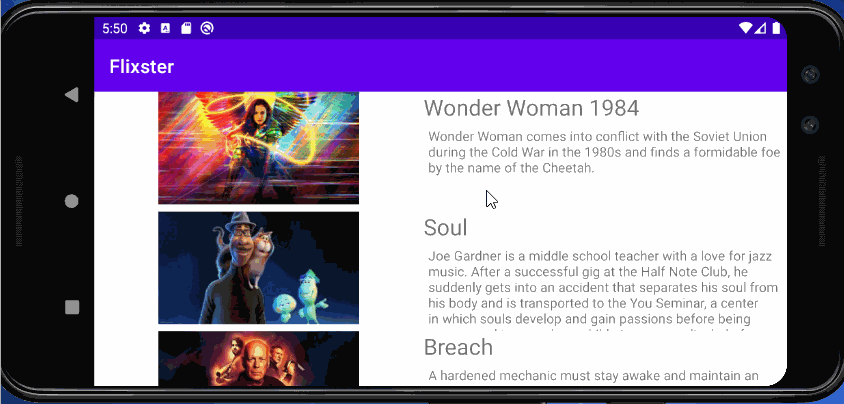 5:50
Flixster
Wonder Woman 1984
Wonder Woman comes into conflict with the Soviet Union
during the Cold War in the 1980s and finds a formidable foe
by the name of the Cheetah.
Soul
Joe Gardner is a middle school teacher with a love for jazz
music. After a successful gig at the Half Note Club, he
suddenly gets into an accident that separates his soul from
his body and is transported to the You Seminar, a center
in which souls develop and gain passions before being
Breach
A hardened mechanic must stay awake and maintain an